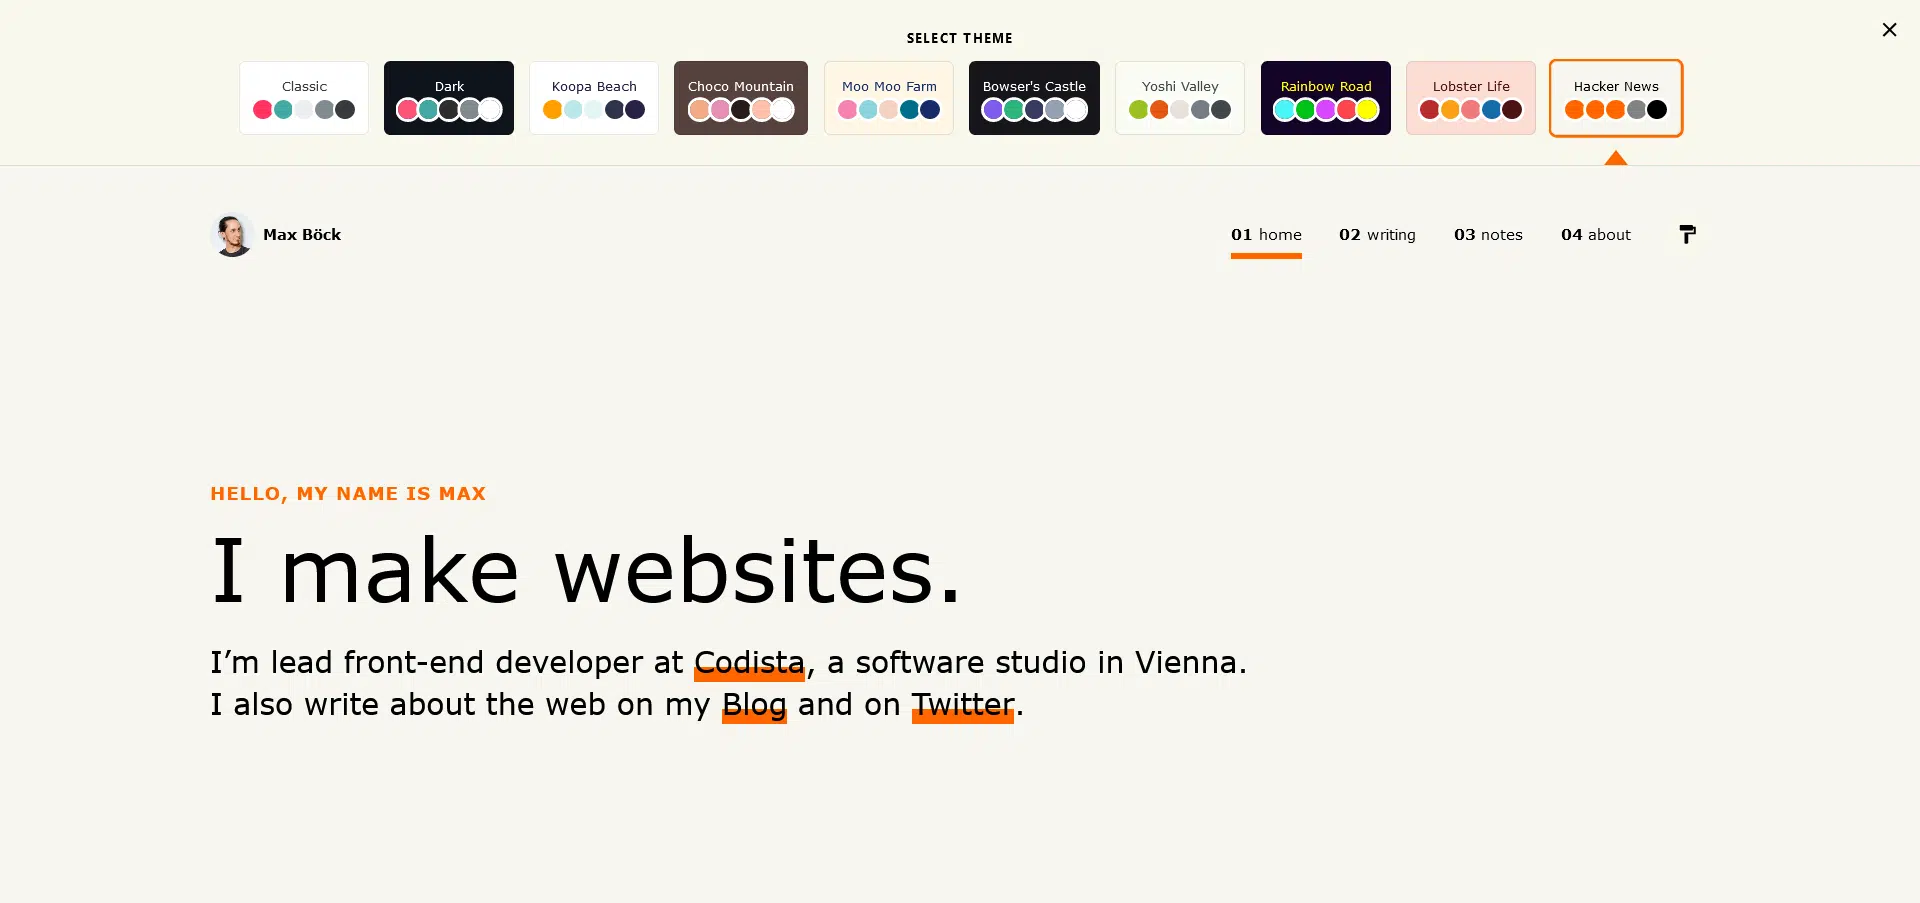 SELECT THEME
Classic
Dark
Koopa Beach
Choco Mountain
Moo Moo Farm
Bowser's Castle
Yoshi Valley
Rainbow Road
Lobster Life
Hacker News
Max Böck
01 home
02 writing
03 notes
04 about
HELLO, MY NAME IS MAX
I make websites.
I’m lead front-end developer at Codista, a software studio in Vienna.
I also write about the web on my Blog and on Twitter.